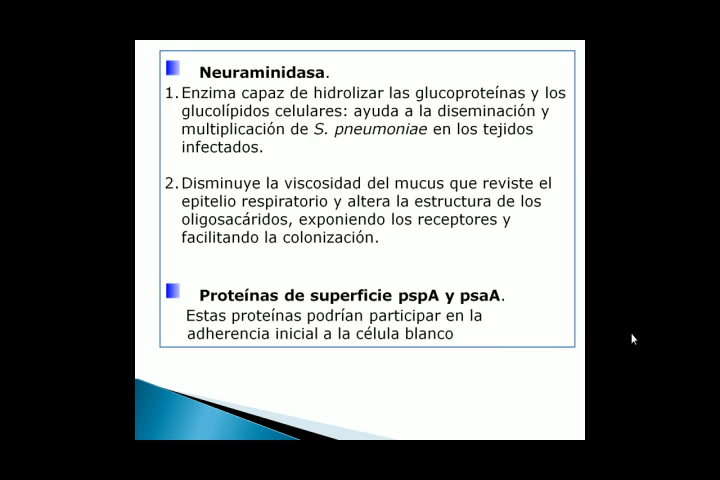 Neuraminidasa.
1. Enzima capaz de hidrolizar las glucoproteínas y los
glucolípidos celulares: ayuda a la diseminación y
multiplicación de S. pneumoniae en los tejidos
infectados.
2. Disminuye la viscosidad del mucus que reviste el
epitelio respiratorio y altera la estructura de los
oligosacáridos, exponiendo los receptores y
facilitando la colonización.
Proteínas de superficie pspA y psaA.
Estas proteínas podrían participar en la
adherencia inicial a la célula blanco